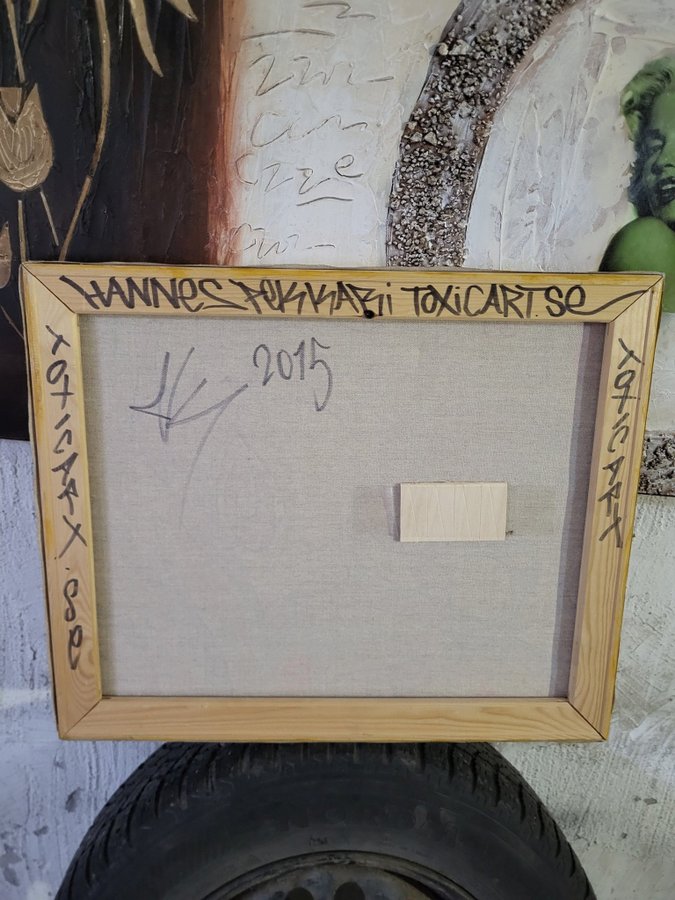 HANNES PEKKARI TOXICART.SE
2015
TOXICART.SE
TOXICART